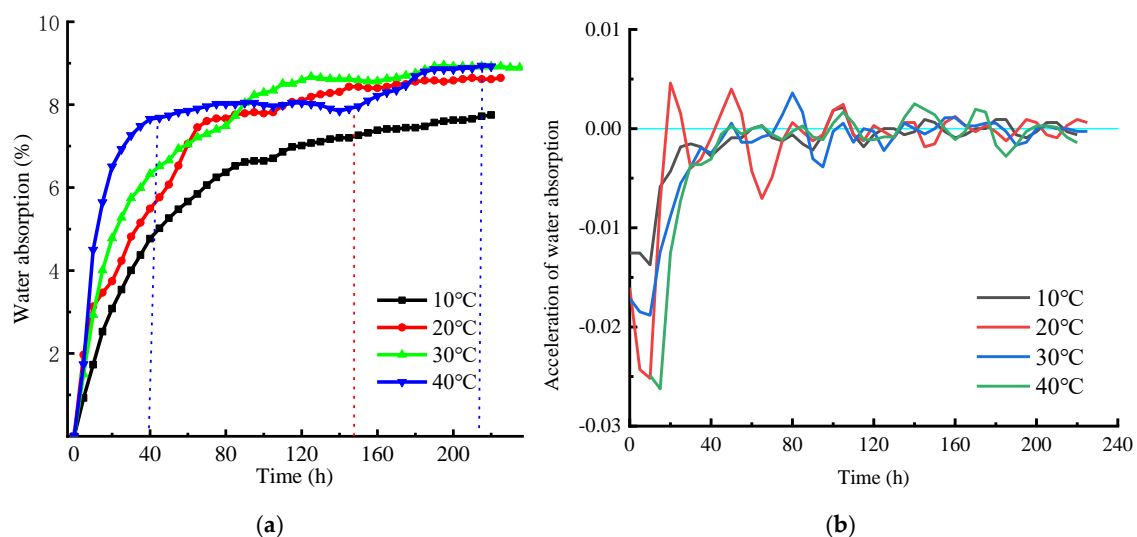 10
8
6
4
2
0
Water absorption (%)
0 40 80 120 160 200
Time (h)
10℃
20℃
30℃
40℃
(a)
0.01
0.00
-0.01
-0.02
-0.03
Acceleration of water absorption
0 40 80 120 160 200 240
Time (h)
10℃
20℃
30℃
40℃
(b)